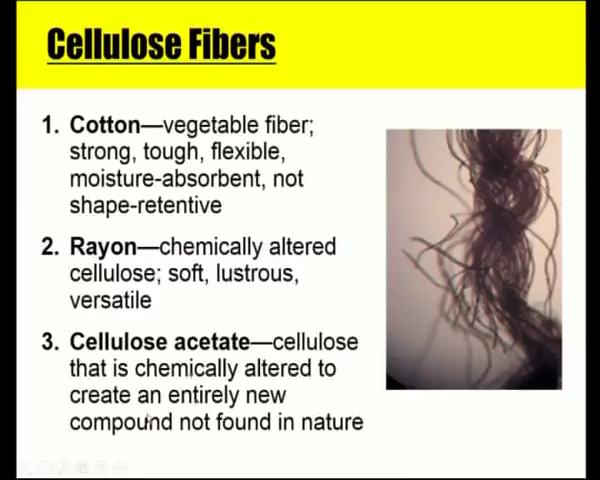 Cellulose Fibers
1. Cotton—vegetable fiber;
strong, tough, flexible,
moisture-absorbent, not
shape-retentive
2. Rayon—chemically altered
cellulose; soft, lustrous,
versatile
3. Cellulose acetate—cellulose
that is chemically altered to
create an entirely new
compound not found in nature